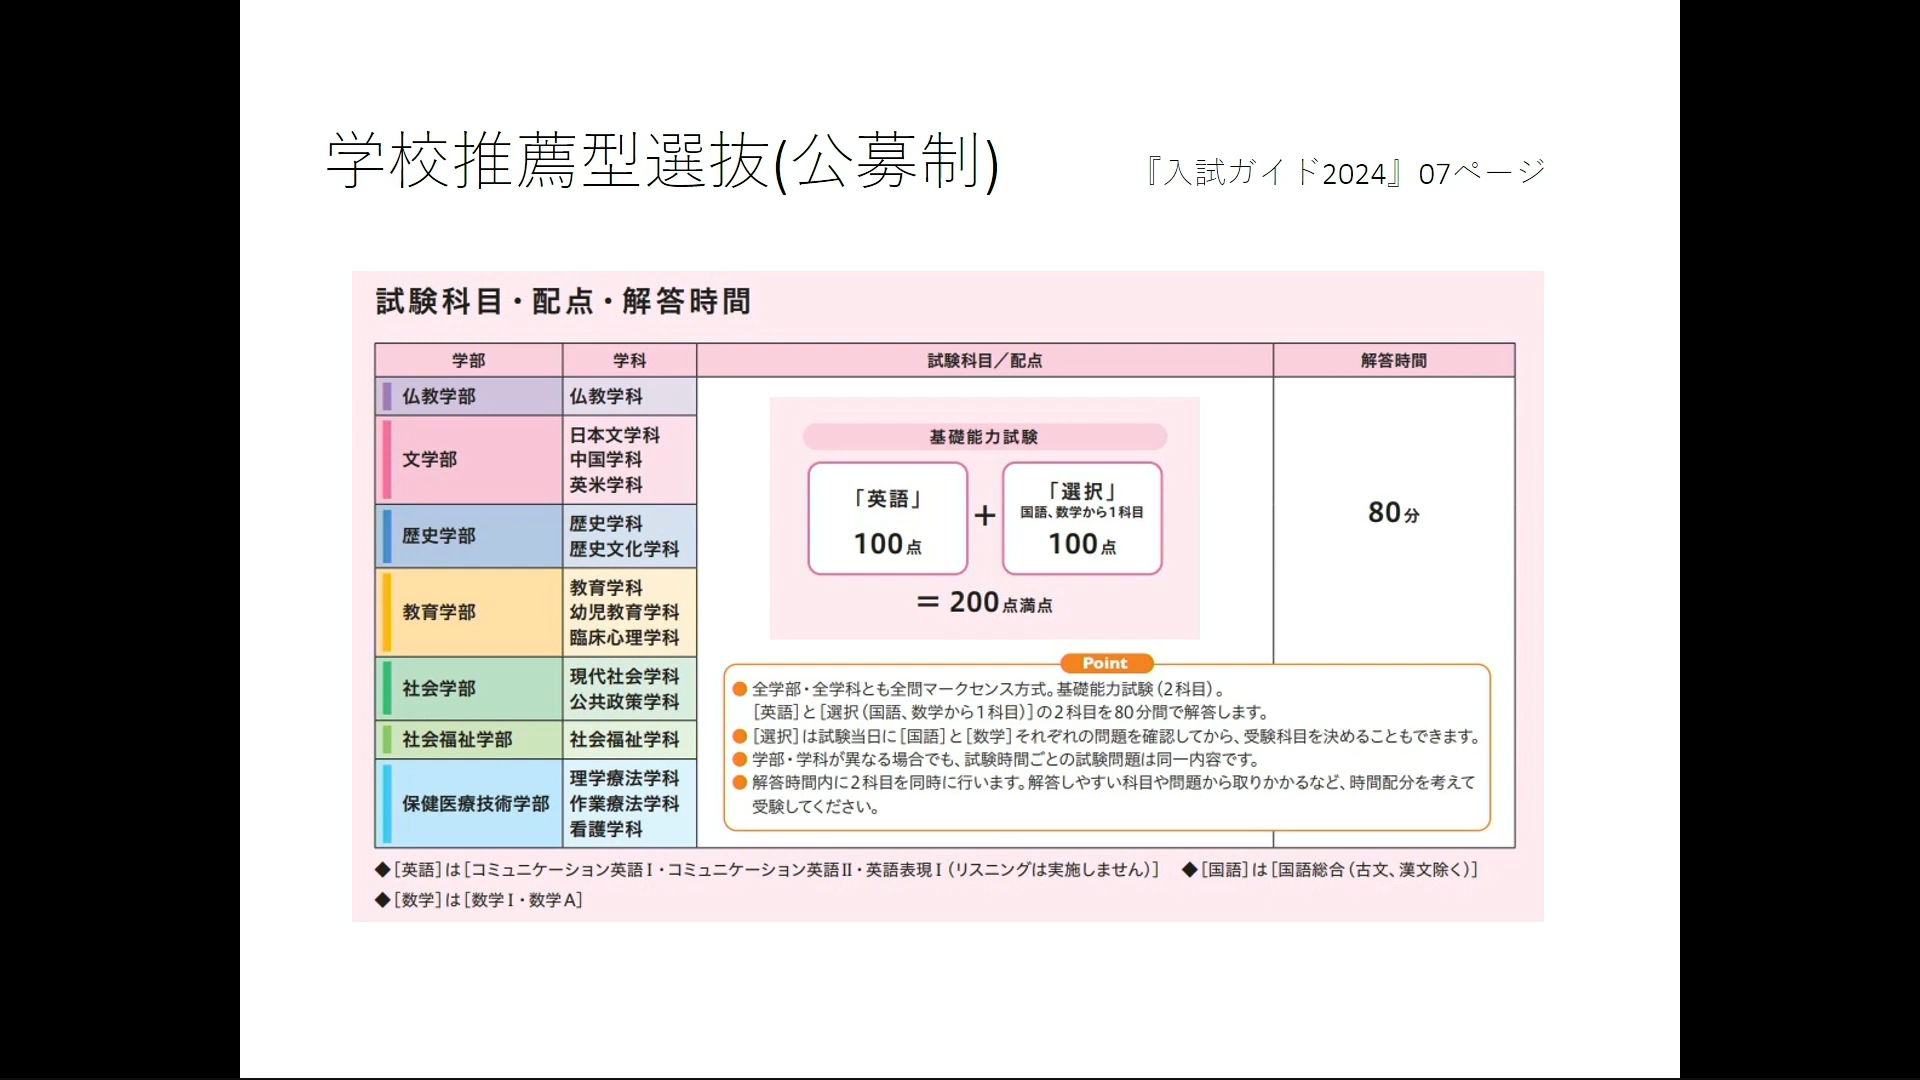 学校推薦型選抜(公募制)
『入試ガイド2024』07ページ
試験科目・配点・解答時間
学部 学科 試験科目／配点 解答時間
仏教学部 仏教学科
文学部
日本文学科
中国学科
英米学科
歴史学部
歴史学科
歴史文化学科
教育学部
教育学科
幼児教育学科
臨床心理学科
社会学部
現代社会学科
公共政策学科
社会福祉学部 社会福祉学科
保健医療技術学部
理学療法学科
作業療法学科
看護学科
基礎能力試験
「英語」
100点
＋
「選択」
国語、数学から1科目
100点
＝200点満点
80分
Point
●全学部・全学科とも全問マークセンス方式。基礎能力試験（2科目）。
［英語］と［選択（国語、数学から1科目）］の2科目を80分間で解答します。
●［選択］は試験当日に［国語］と［数学］それぞれの問題を確認してから、受験科目を決めることもできます。
●学部・学科が異なる場合でも、試験時間ごとの試験問題は同一内容です。
●解答時間内に2科目を同時に行います。解答しやすい科目や問題から取りかかるなど、時間配分を考えて
受験してください。
◆［英語］は［コミュニケーション英語Ⅰ・コミュニケーション英語Ⅱ・英語表現Ⅰ（リスニングは実施しません）］ ◆［国語］は［国語総合（古文、漢文除く）］
◆［数学］は［数学Ⅰ・数学A］